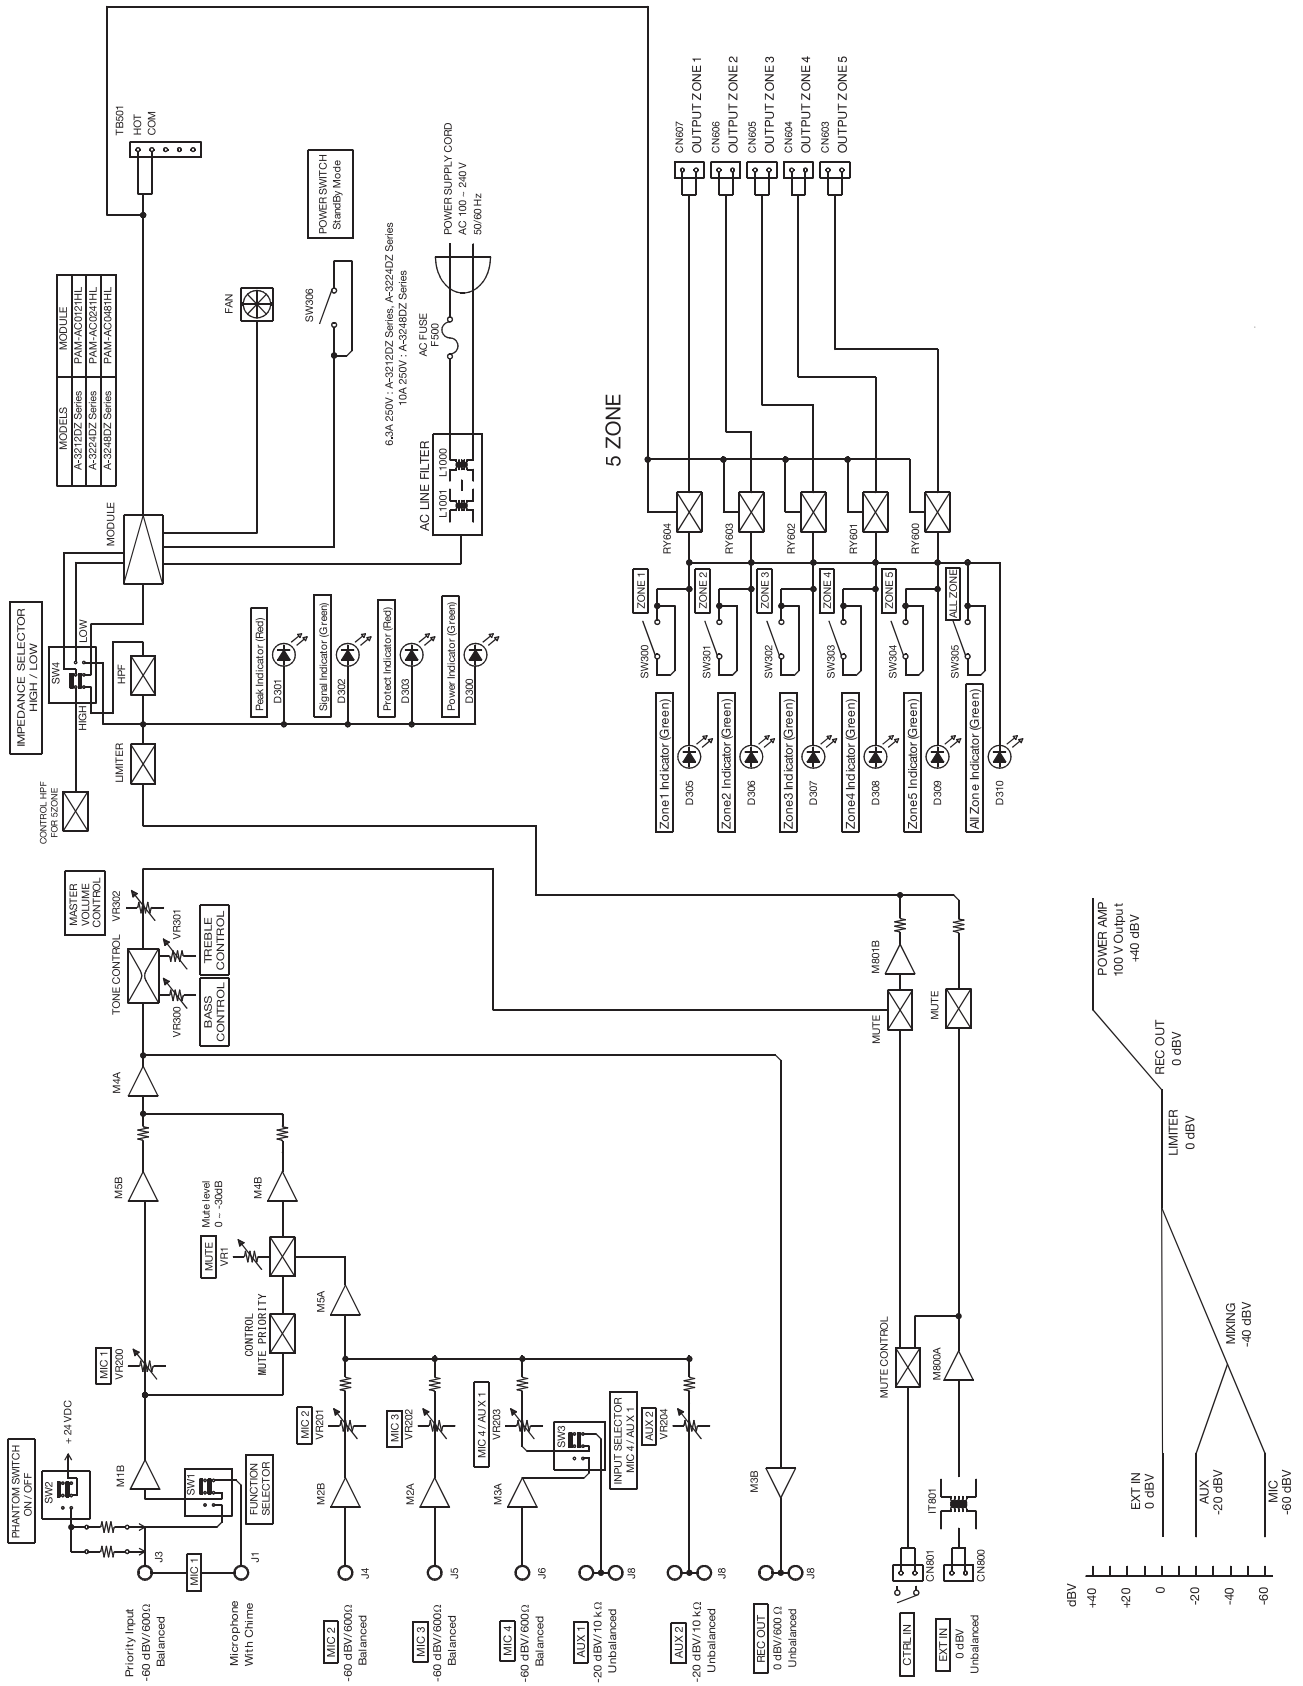 PHANTOM SWITCH
ON / OFF
+ 24 VDC
SW2
J3
MIC 1
J1
Priority Input
-60 dBV/600Ω
Balanced
Microphone
With Chime
SW1
FUNCTION
SELECTOR
M1B
MIC 1
VR200
CONTROL
MUTE PRIORITY
MUTE
VR1
Mute level
0 ~ -30dB
M5B
M4B
M4A
M5A
MIC 2
-60 dBV/600Ω
Balanced
J4
M2B
MIC 2
VR201
MIC 3
-60 dBV/600Ω
Balanced
J5
M2A
MIC 3
VR202
MIC 4
-60 dBV/600Ω
Balanced
J6
M3A
MIC 4 / AUX 1
VR203
SW3
INPUT SELECTOR
MIC 4 / AUX 1
AUX 1
-20 dBV/10 kΩ
Unbalanced
J8
AUX 2
-20 dBV/10 kΩ
Unbalanced
J8
AUX 2
VR204
REC OUT
0 dBV/600 Ω
Unbalanced
J8
M3B
CTRL IN
CN801
EXT IN
0 dBV
Unbalanced
CN800
IT801
MUTE CONTROL
M800A
MUTE
MUTE
M801B
TONE CONTROL
VR300
BASS
CONTROL
VR301
TREBLE
CONTROL
MASTER
VOLUME
CONTROL
VR302
CONTROL HPF
FOR 5ZONE
LIMITER
HPF
IMPEDANCE SELECTOR
HIGH / LOW
SW4
HIGH
LOW
MODULE
MODELS
MODULE
A-3212DZ Series
PAM-AC0121HL
A-3224DZ Series
PAM-AC0241HL
A-3248DZ Series
PAM-AC0481HL
TB501
HOT
COM
Peak Indicator (Red)
D301
Signal Indicator (Green)
D302
Protect Indicator (Red)
D303
Power Indicator (Green)
D300
FAN
SW306
POWER SWITCH
StandBy Mode
6.3A 250V : A-3212DZ Series, A-3224DZ Series
10A 250V : A-3248DZ Series
AC LINE FILTER
L1001
L1000
AC FUSE
F500
POWER SUPPLY CORD
AC 100 ~ 240 V
50/60 Hz
5 ZONE
RY604
RY603
RY602
RY601
RY600
CN607
OUTPUT ZONE 1
CN606
OUTPUT ZONE 2
CN605
OUTPUT ZONE 3
CN604
OUTPUT ZONE 4
CN603
OUTPUT ZONE 5
SW300
ZONE 1
SW301
ZONE 2
SW302
ZONE 3
SW303
ZONE 4
SW304
ZONE 5
SW305
ALL ZONE
Zone1 Indicator (Green)
D305
Zone2 Indicator (Green)
D306
Zone3 Indicator (Green)
D307
Zone4 Indicator (Green)
D308
Zone5 Indicator (Green)
D309
All Zone Indicator (Green)
D310
dBV
+40
+20
0
-20
-40
-60
EXT IN
0 dBV
AUX
-20 dBV
MIC
-60 dBV
MIXING
-40 dBV
LIMITER
0 dBV
REC OUT
0 dBV
POWER AMP
100 V Output
+40 dBV